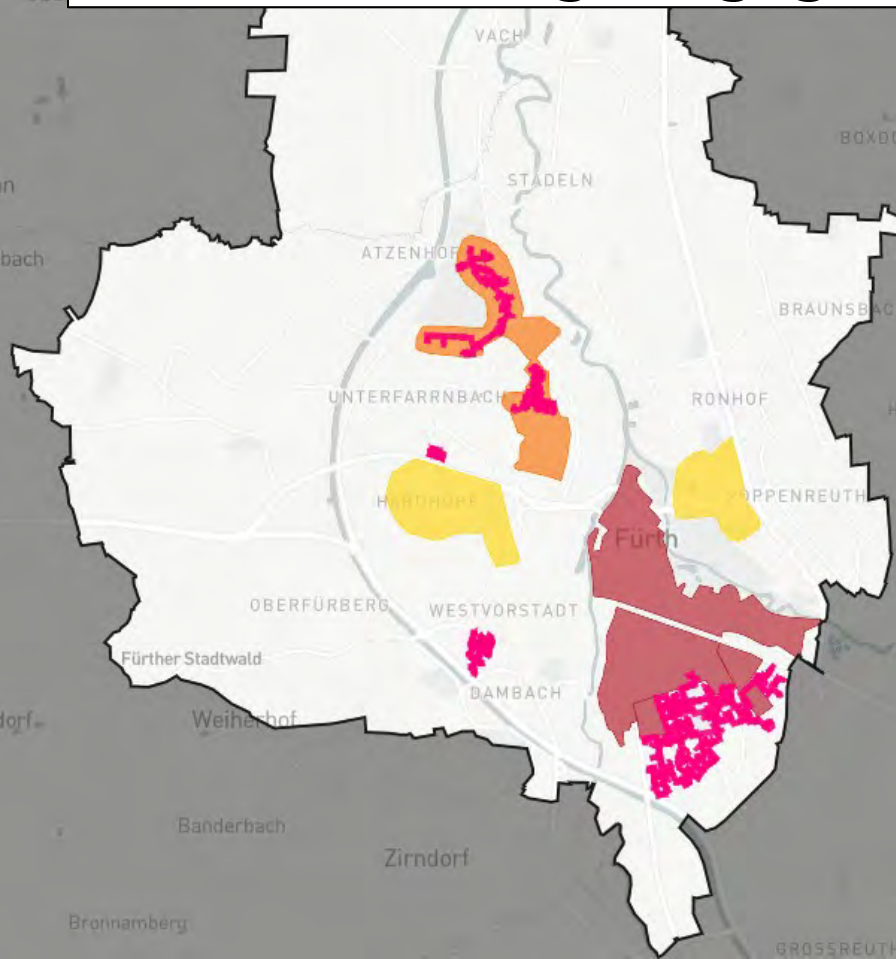 VACH
STADELN
ATZENHOF
BRAUNSBAC
UNTERFARRNBACH
RONHOF
HARDHÖHE
POPPENREUTH
Fürth
OBERFÜRBERG
WESTVORSTADT
Fürther Stadtwald
DAMBACH
dorf
Weiherhof
Banderbach
Zirndorf
Bronnamberg
GROSSREUTH
BOXDO
bach